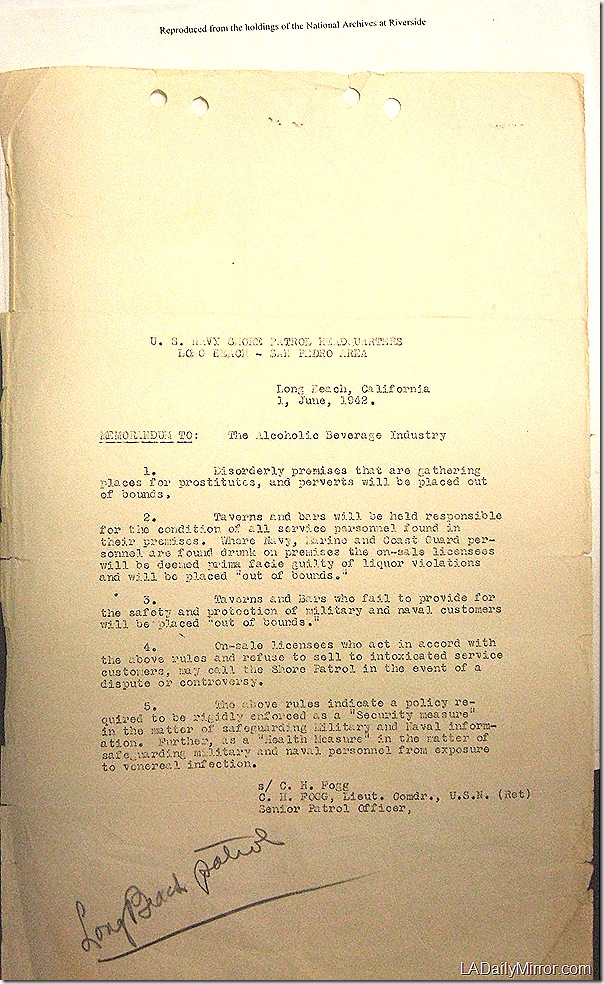 Reproduced from the holdings of the National Archives at Riverside
U. S. NAVY SHORE PATROL HEADQUARTERS
LONG BEACH - SAN PEDRO AREA
Long Beach, California
1, June, 1942.
MEMORANDUM TO: The Alcoholic Beverage Industry
1. Disorderly premises that are gathering
places for prostitutes, and perverts will be placed out
of bounds.
2. Taverns and bars will be held responsible
for the condition of all service personnel found in
their premises. Where Navy, Marine and Coast Guard per-
sonnel are found drunk on premises the on-sale licensees
will be deemed prima facie guilty of liquor violations
and will be placed "out of bounds."
3. Taverns and Bars who fail to provide for
the safety and protection of military and naval customers
will be placed "out of bounds."
4. On-sale licensees who act in accord with
the above rules and refuse to sell to intoxicated service
customers, may call the Shore Patrol in the event of a
dispute or controversy.
5. The above rules indicate a policy re-
quired to be rigidly enforced as a "Security measure"
in the matter of safeguarding Military and Naval inform-
ation. Further, as a "Health Measure" in the matter of
safeguarding military and naval personnel from exposure
to venereal infection.
s/ C. H. Fogg
C. H. FOGG, Lieut. Comdr., U.S.N. (Ret)
Senior Patrol Officer,
Long Beach patrol
LADailyMirror.com